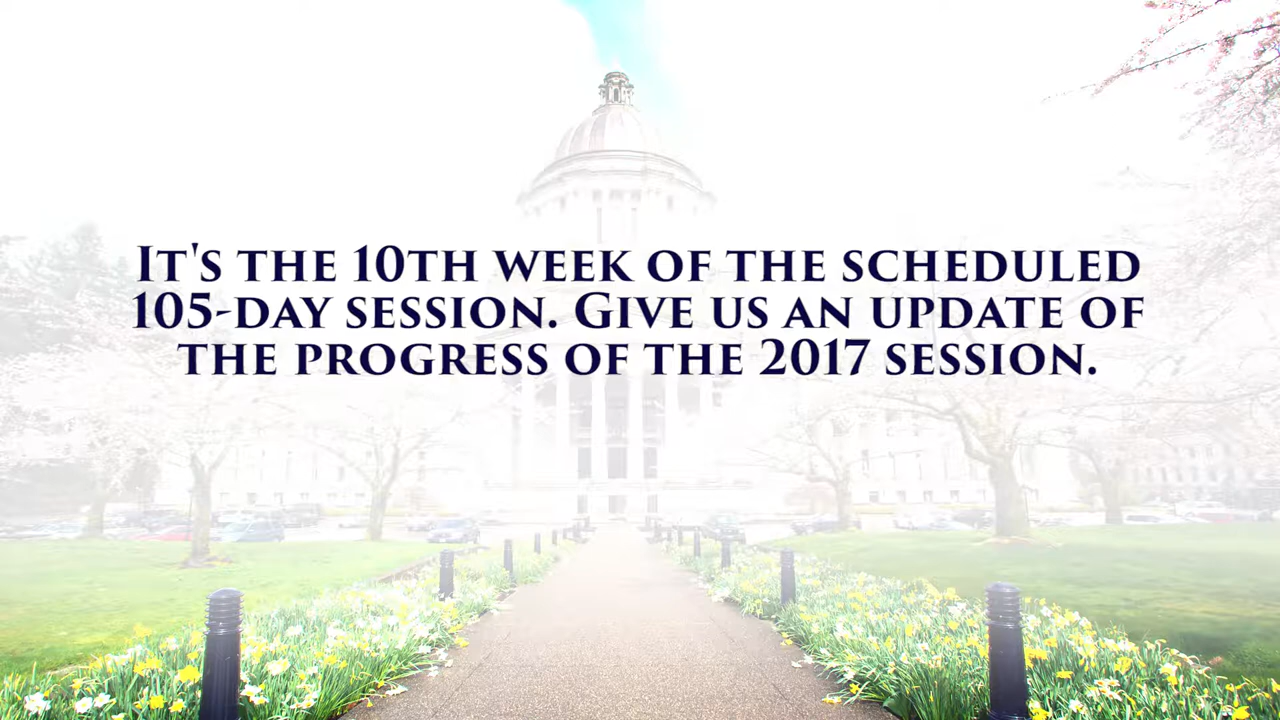 It's the 10th week of the scheduled
105-day session. Give us an update of
the progress of the 2017 session.